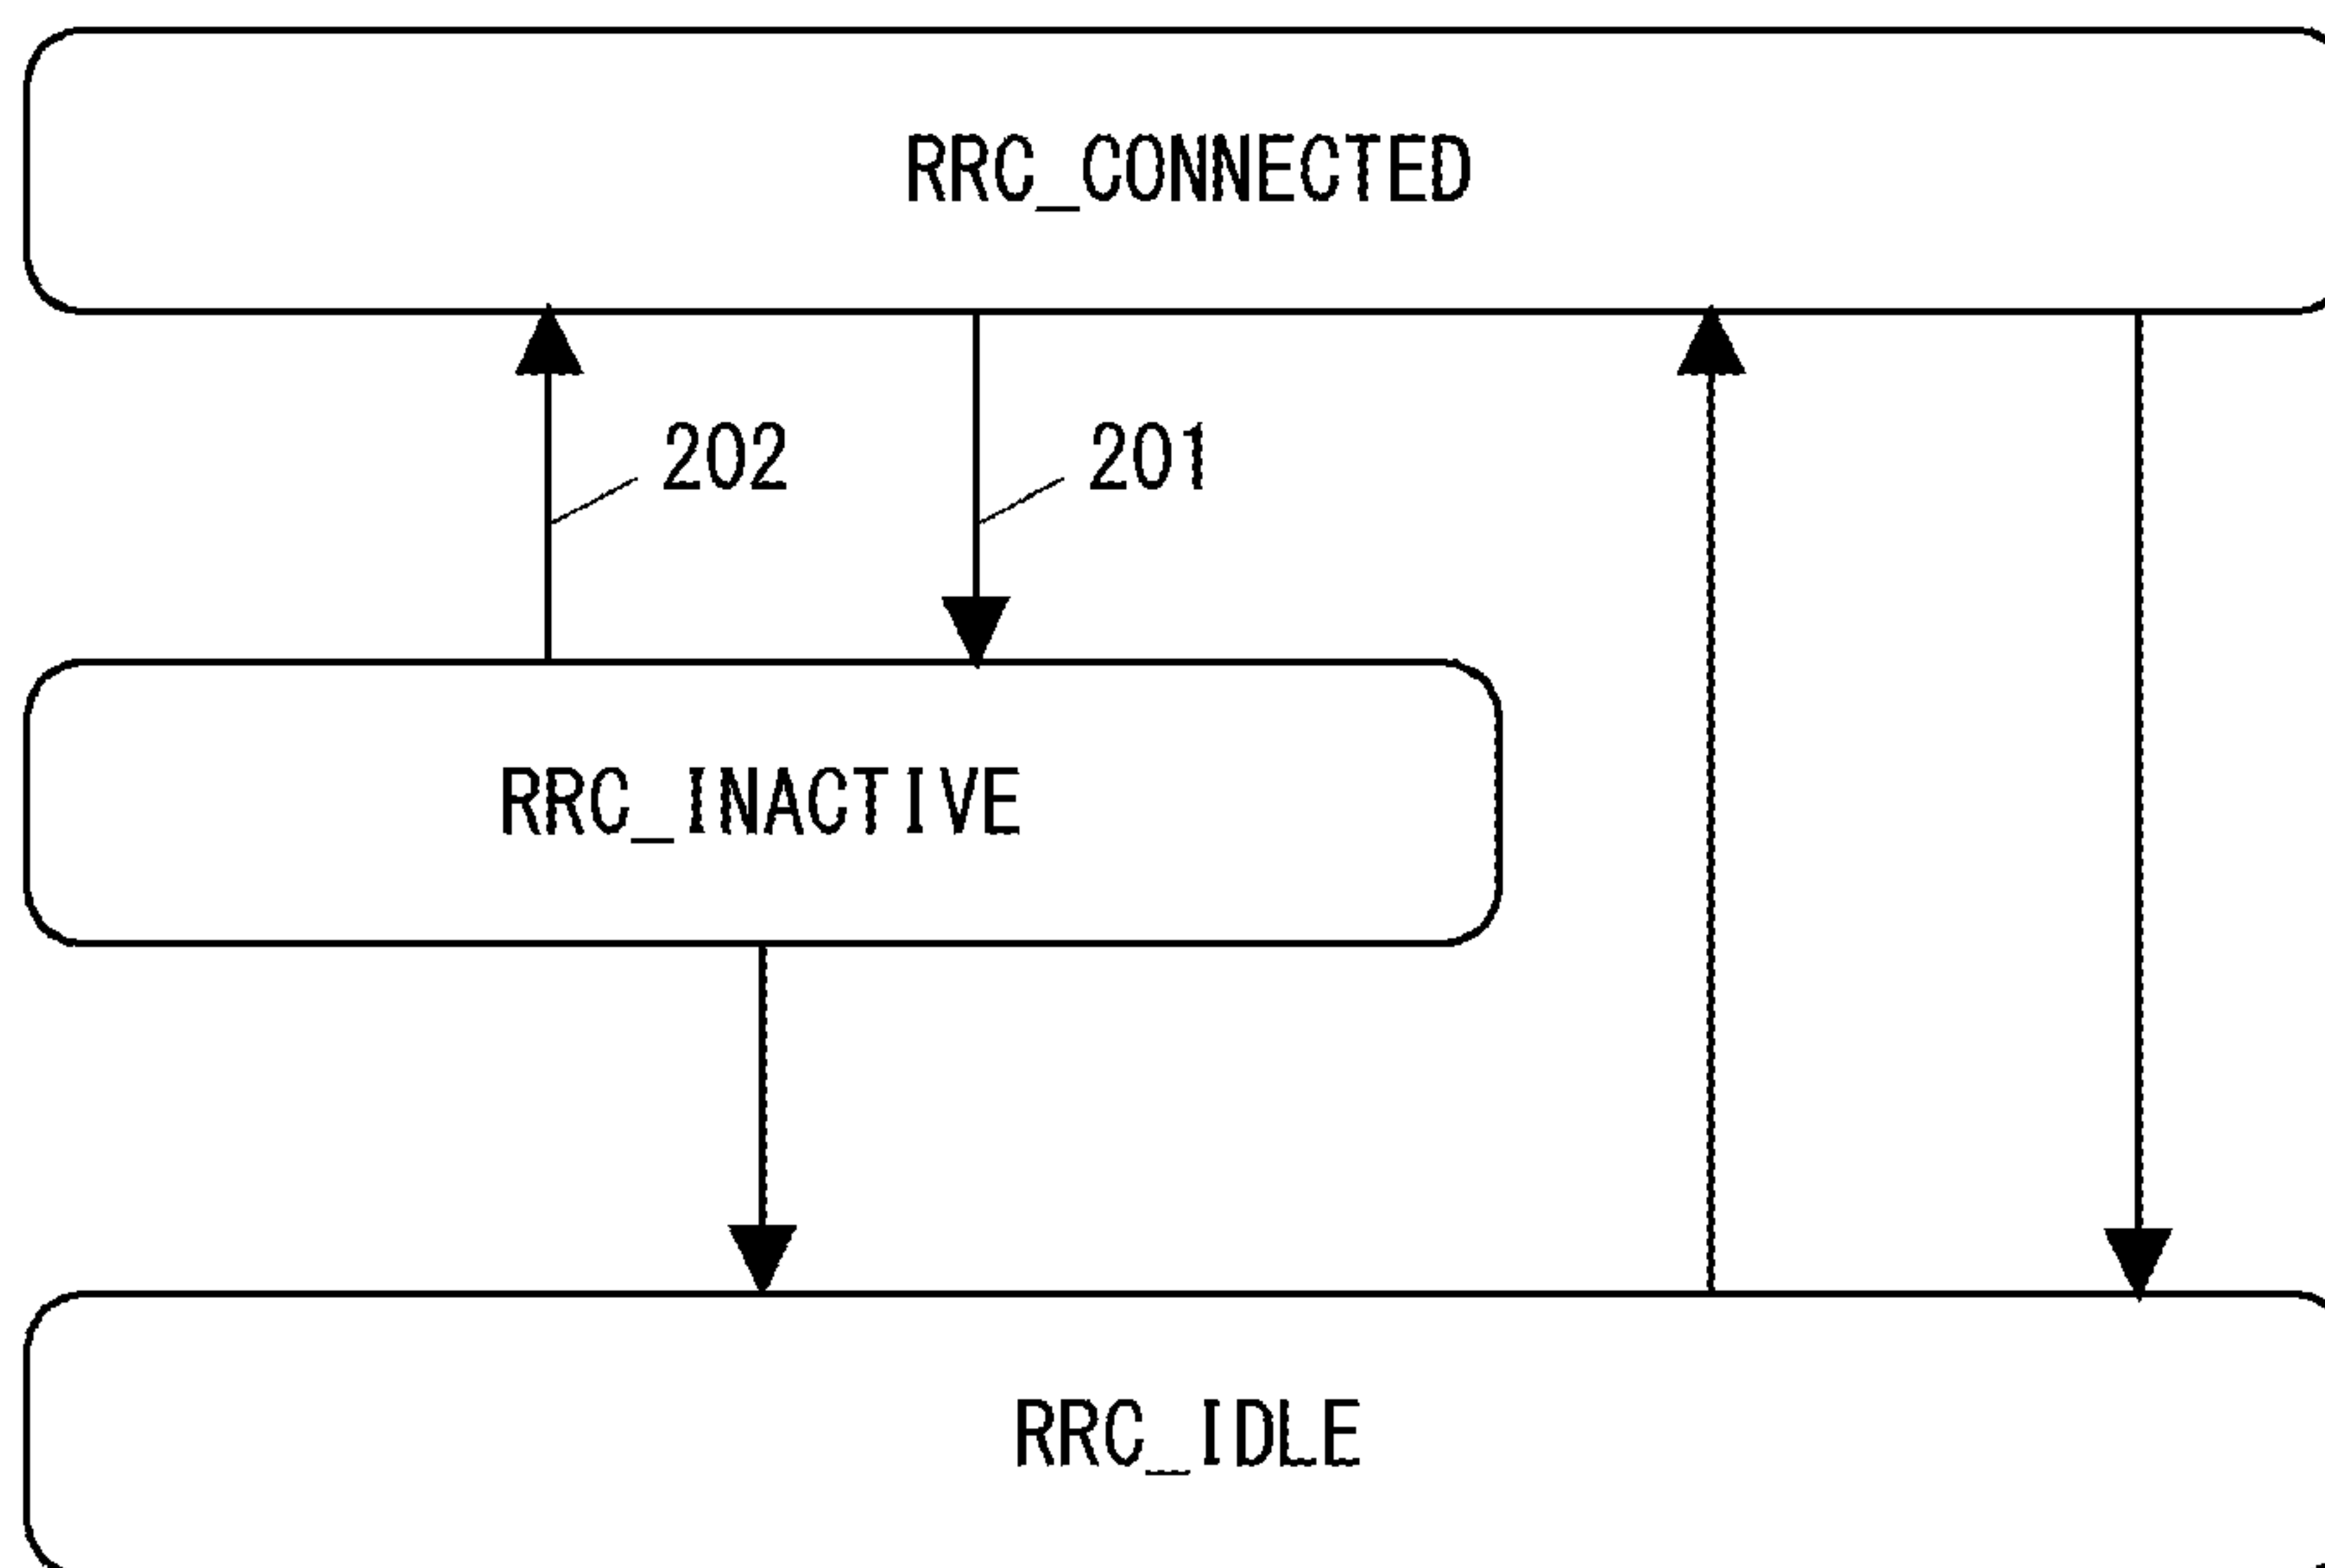 RRC_CONNECTED
202
201
RRC_INACTIVE
RRC_IDLE